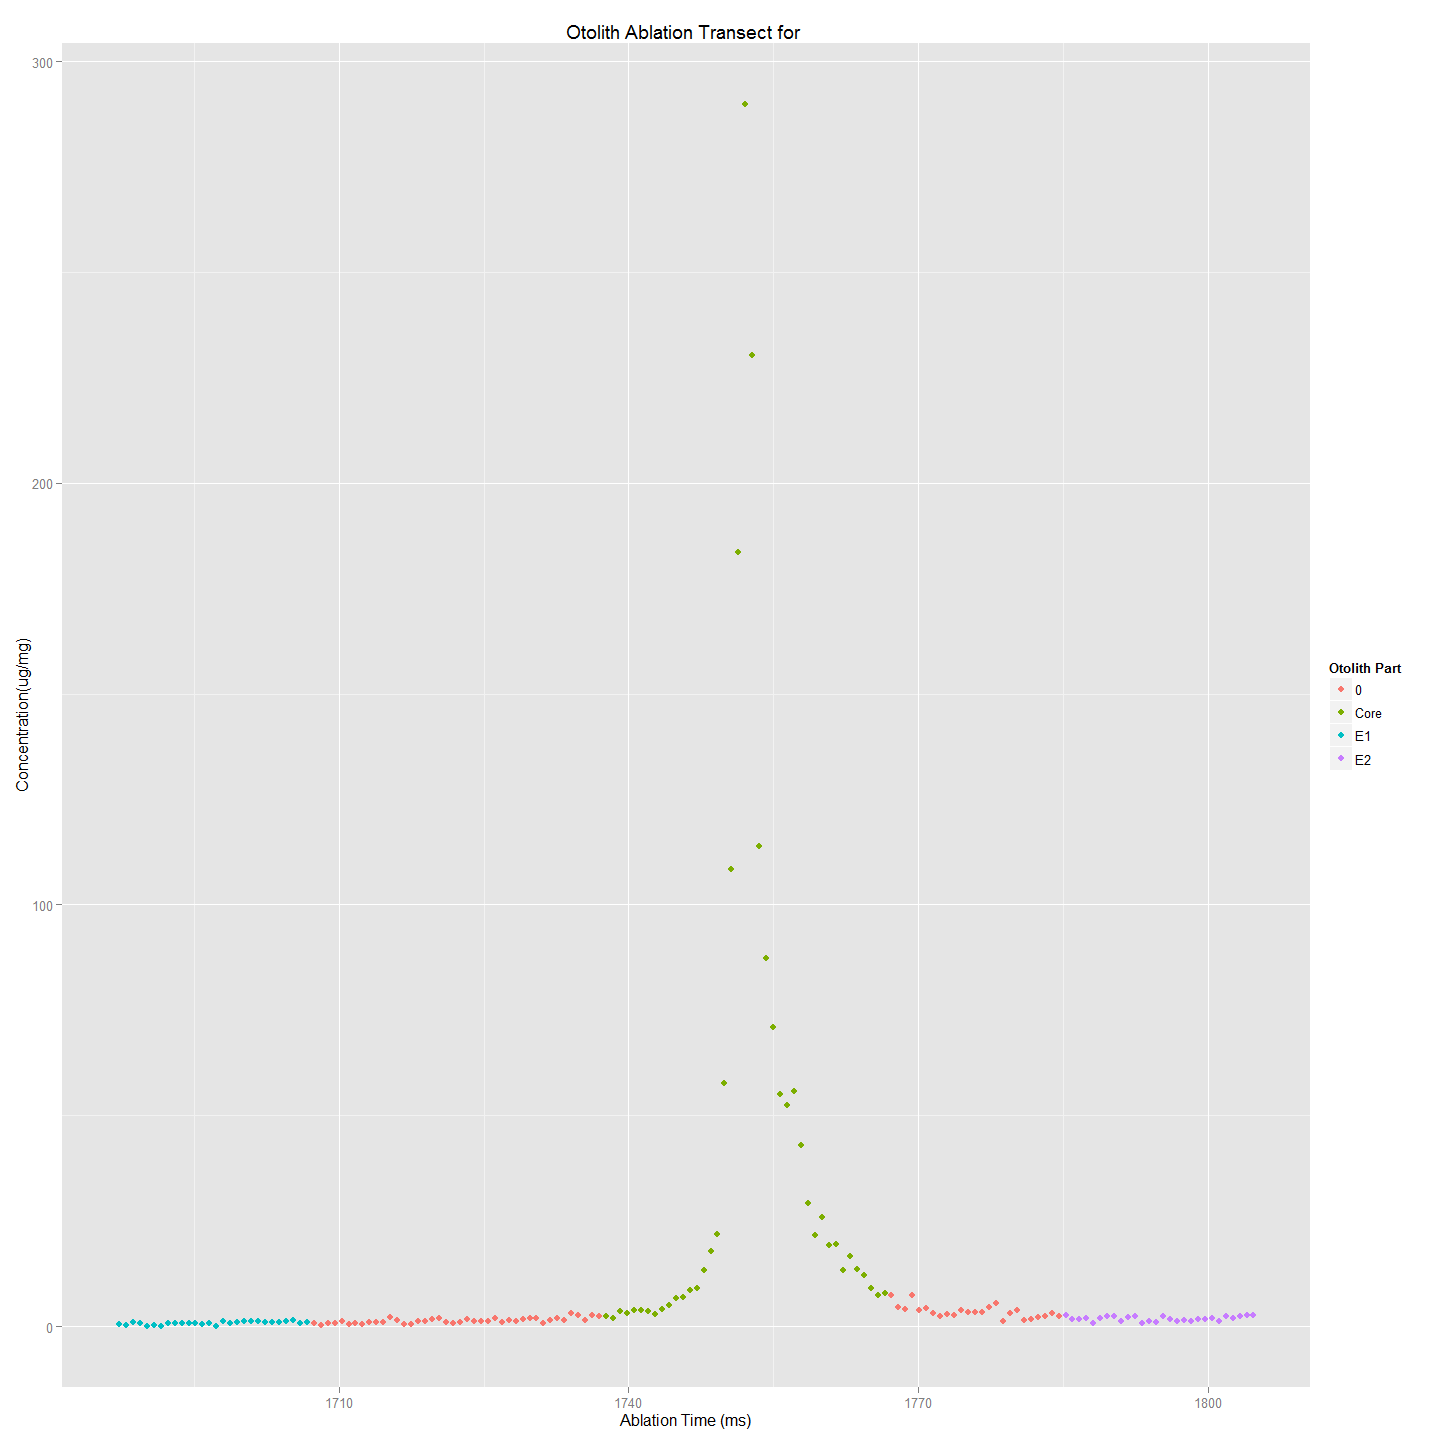 Otolith Ablation Transect for
300
200
100
0
Concentration(ug/mg)
1710
1740
1770
1800
Ablation Time (ms)
Otolith Part
0
Core
E1
E2